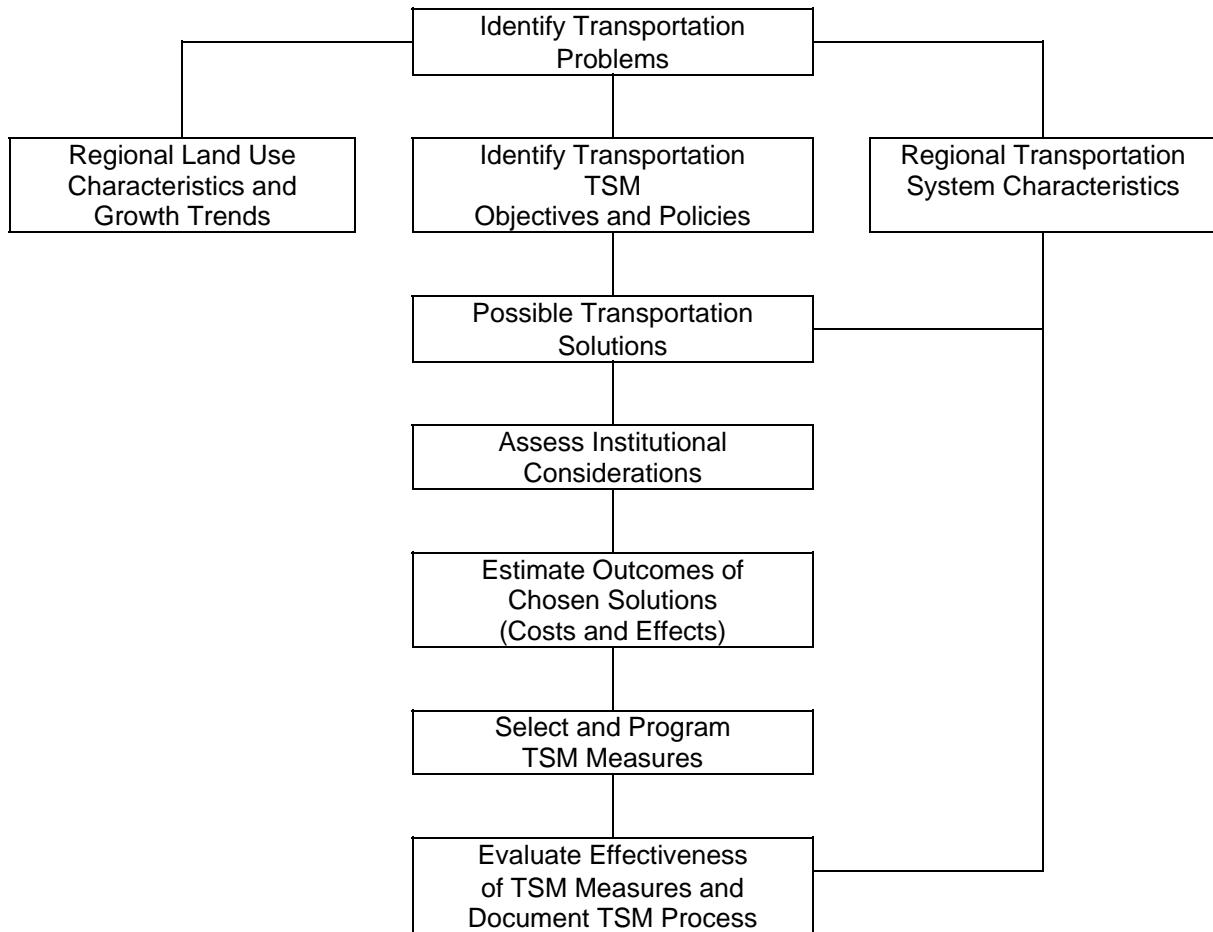 Identify Transportation
Problems
Regional Land Use
Characteristics and
Growth Trends
Identify Transportation
TSM
Objectives and Policies
Regional Transportation
System Characteristics
Possible Transportation
Solutions
Assess Institutional
Considerations
Estimate Outcomes of
Chosen Solutions
(Costs and Effects)
Select and Program
TSM Measures
Evaluate Effectiveness
of TSM Measures and
Document TSM Process